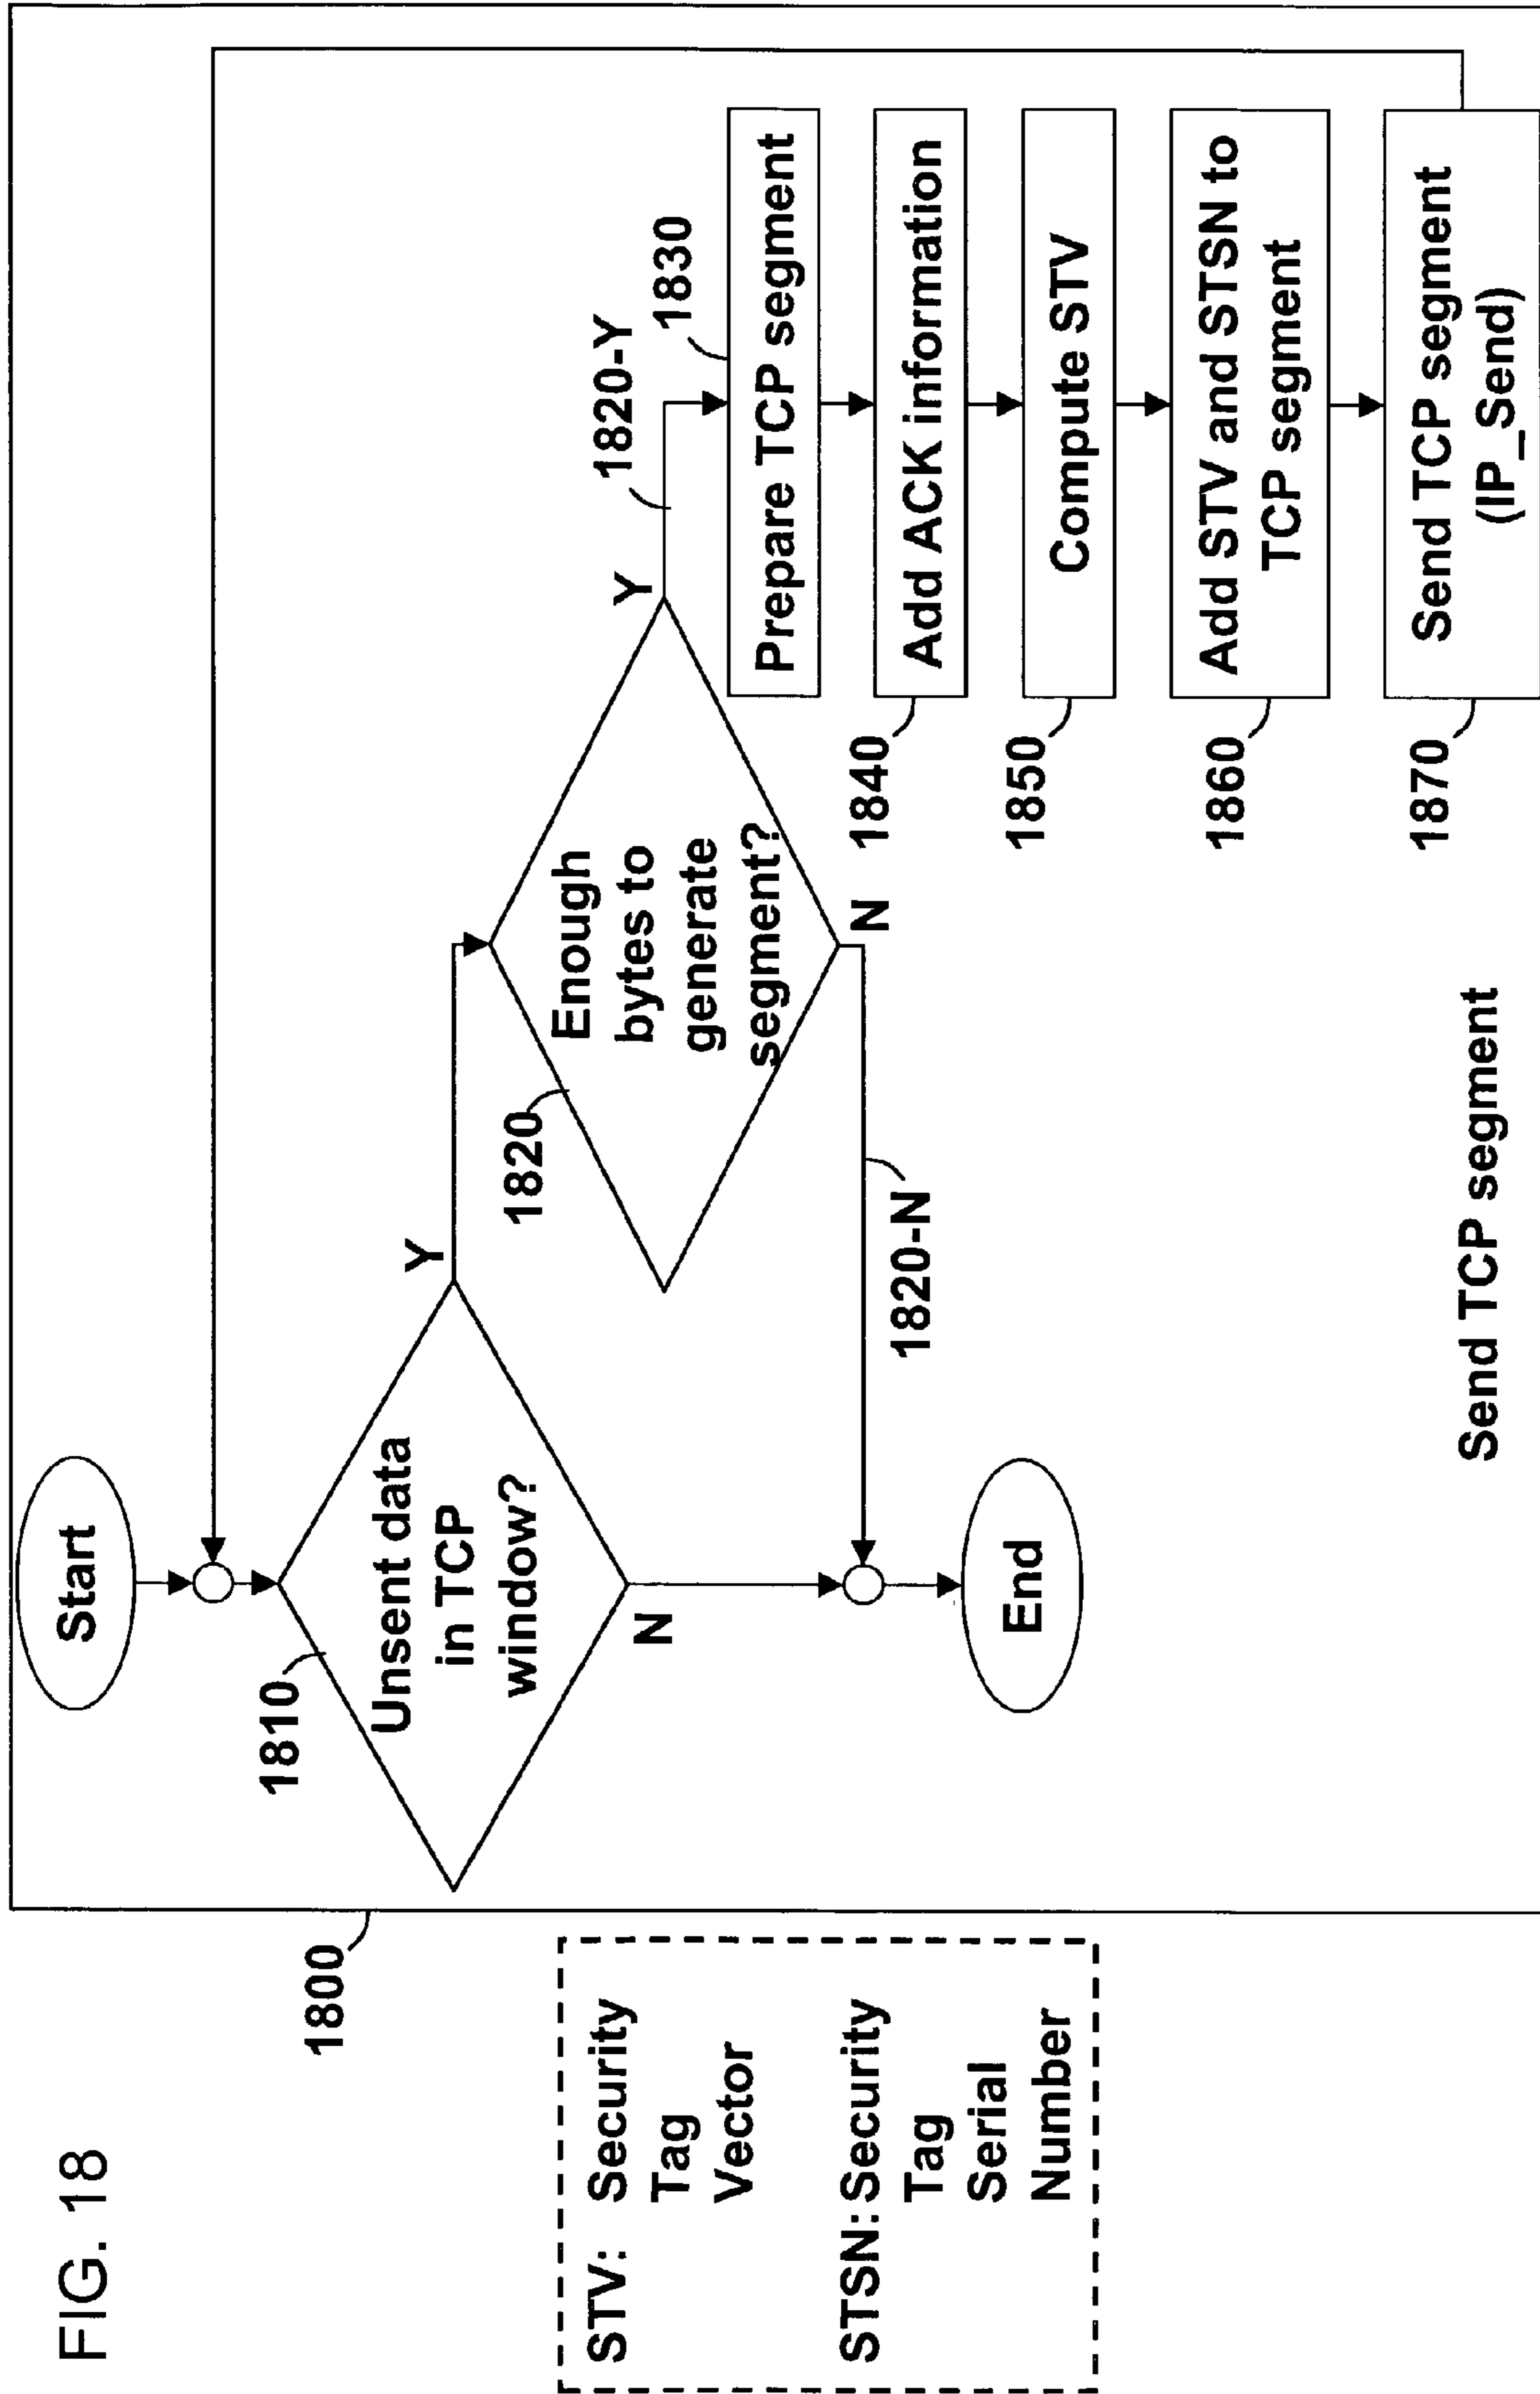 FIG. 18
1800
STV: Security
Tag
Vector
STSN:Security
Tag
Serial
Number
Start
1810
Unsent data
in TCP
window?
Y
N
End
1820
Enough
bytes to
generate
segment?
Y
N
1820-Y
1820-N
1830
Prepare TCP segment
1840
Add ACK information
1850
Compute STV
1860
Add STV and STSN to
TCP segment
1870
Send TCP segment
(IP_Send)
Send TCP segment